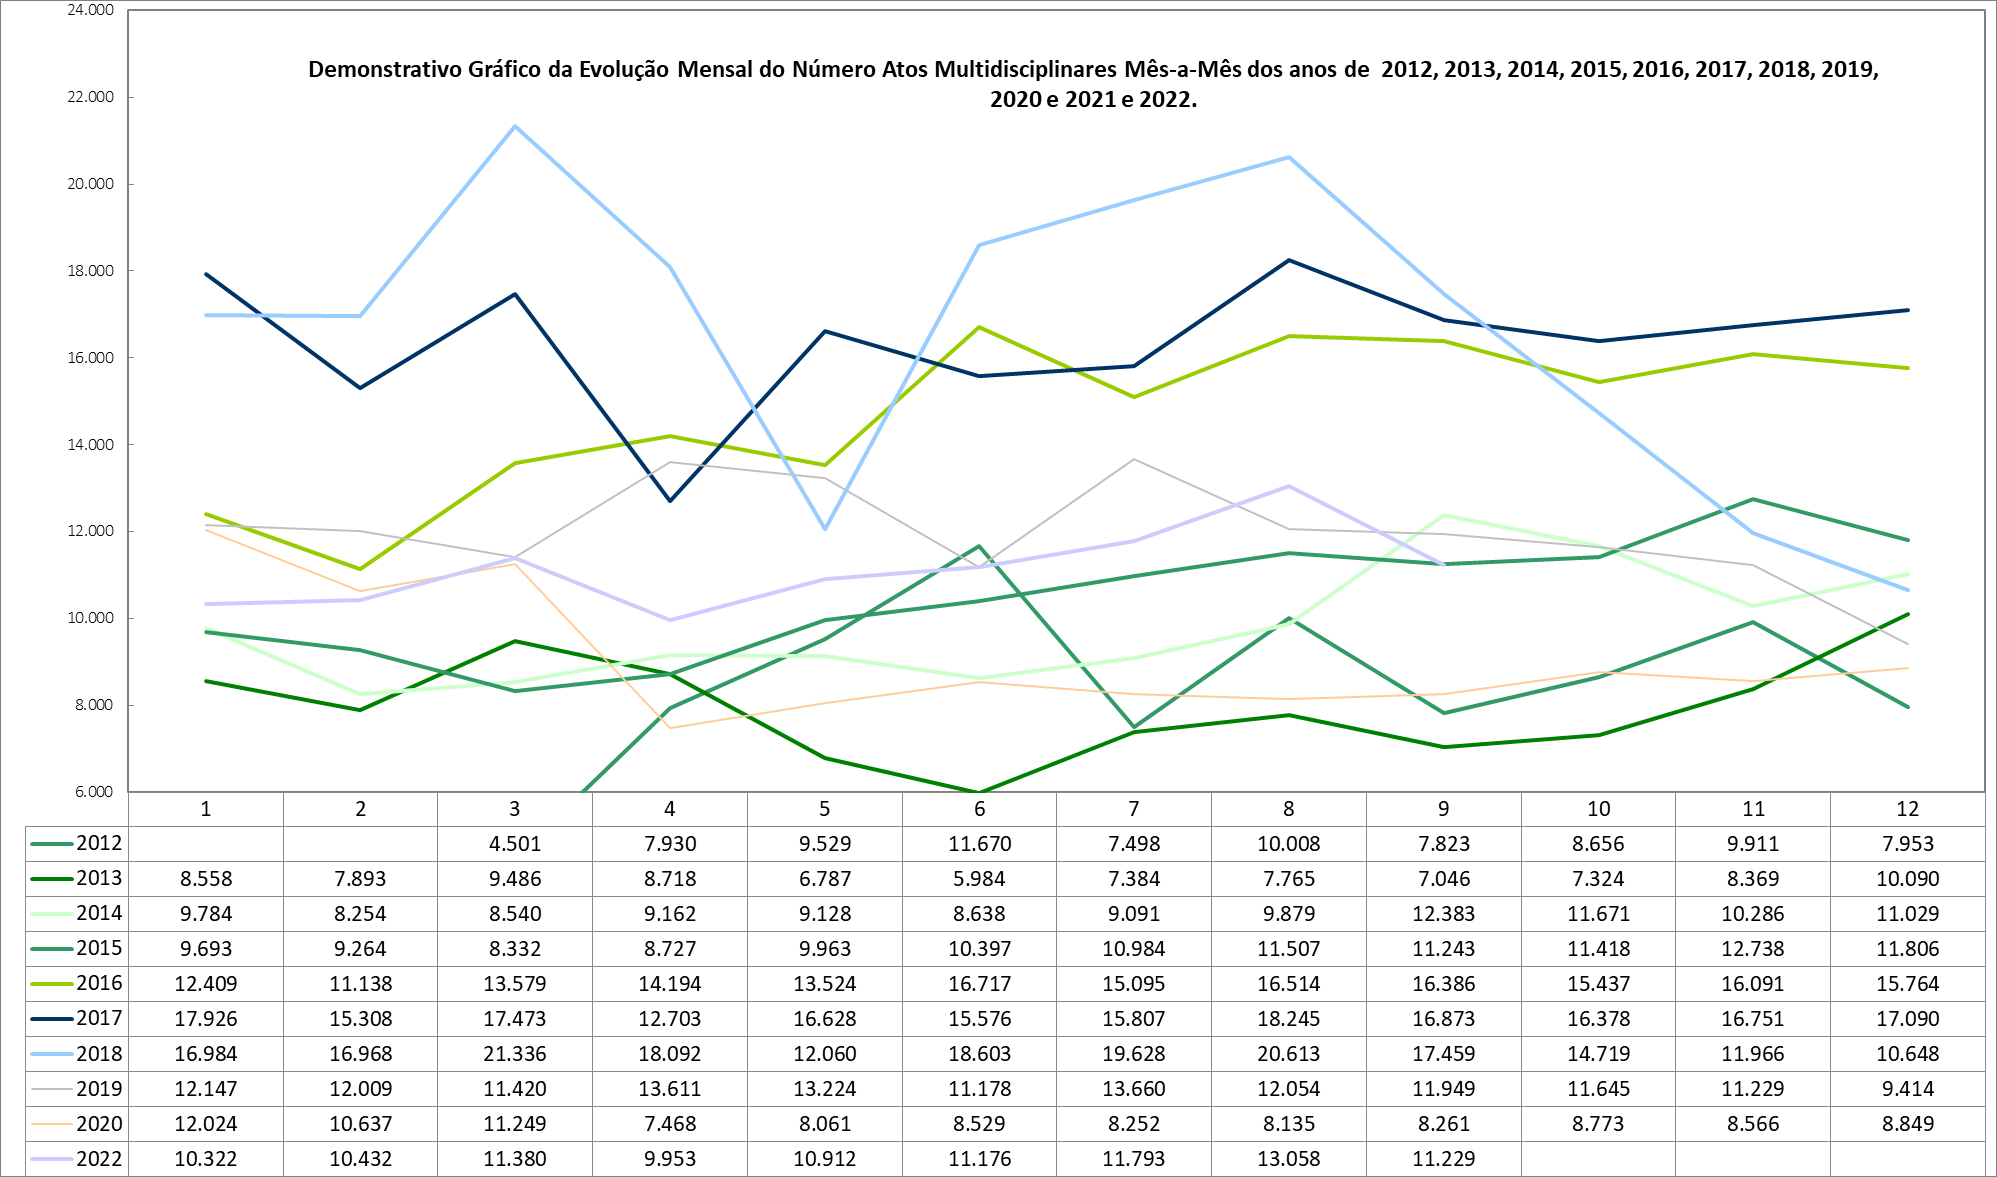 Demonstrativo Gráfico da Evolução Mensal do Número Atos Multidisciplinares Mês-a-Mês dos anos de 2012, 2013, 2014, 2015, 2016, 2017, 2018, 2019,
2020 e 2021 e 2022.
24.000
22.000
20.000
18.000
16.000
14.000
12.000
10.000
8.000
6.000
1 2 3 4 5 6 7 8 9 10 11 12
2012 4.501 7.930 9.529 11.670 7.498 10.008 7.823 8.656 9.911 7.953
2013 8.558 7.893 9.486 8.718 6.787 5.984 7.384 7.765 7.046 7.324 8.369 10.090
2014 9.784 8.254 8.540 9.162 9.128 8.638 9.091 9.879 12.383 11.671 10.286 11.029
2015 9.693 9.264 8.332 8.727 9.963 10.397 10.984 11.507 11.243 11.418 12.738 11.806
2016 12.409 11.138 13.579 14.194 13.524 16.717 15.095 16.514 16.386 15.437 16.091 15.764
2017 17.926 15.308 17.473 12.703 16.628 15.576 15.807 18.245 16.873 16.378 16.751 17.090
2018 16.984 16.968 21.336 18.092 12.060 18.603 19.628 20.613 17.459 14.719 11.966 10.648
2019 12.147 12.009 11.420 13.611 13.224 11.178 13.660 12.054 11.949 11.645 11.229 9.414
2020 12.024 10.637 11.249 7.468 8.061 8.529 8.252 8.135 8.261 8.773 8.566 8.849
2022 10.322 10.432 11.380 9.953 10.912 11.176 11.793 13.058 11.229